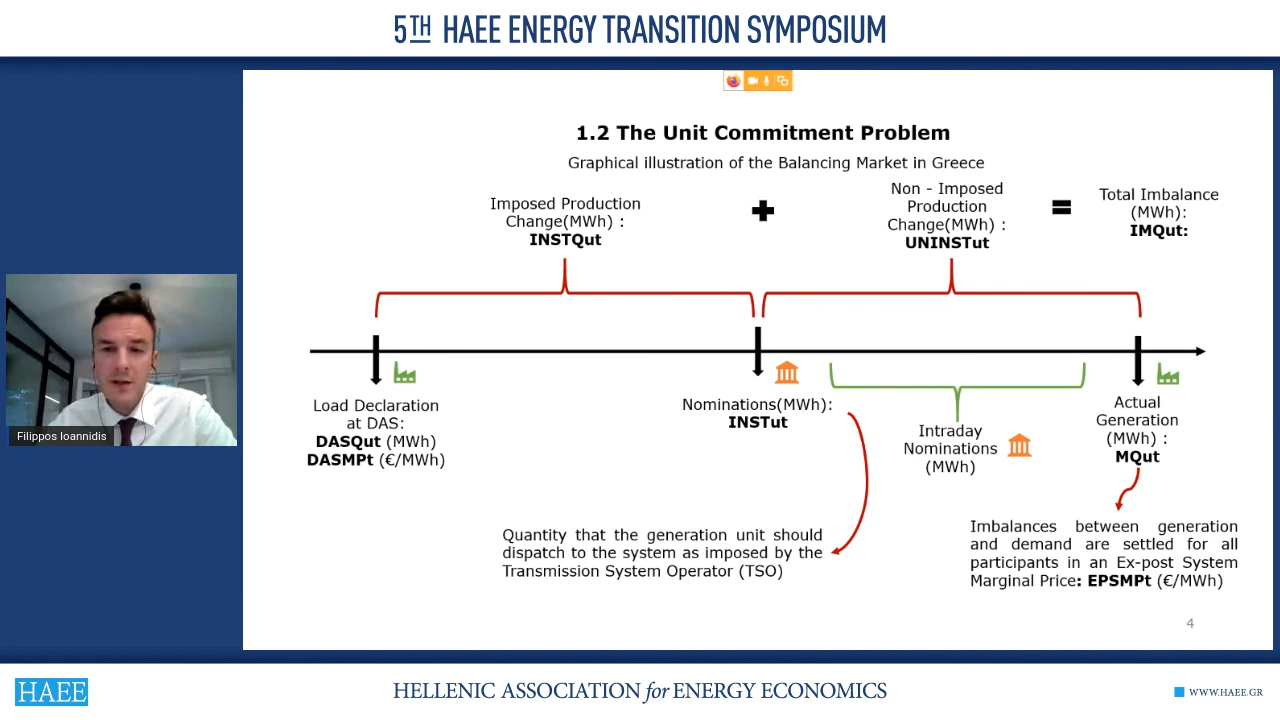 5TH HAEE ENERGY TRANSITION SYMPOSIUM
1.2 The Unit Commitment Problem
Graphical illustration of the Balancing Market in Greece
Imposed Production
Change(MWh) :
INSTQut
+
Non - Imposed
Production
Change(MWh) :
UNINSTut
=
Total Imbalance
(MWh):
IMQut:
Load Declaration
at DAS:
DASQut (MWh)
DASMPt (€/MWh)
Nominations(MWh):
INSTut
Intraday
Nominations
(MWh)
Actual
Generation
(MWh) :
MQut
Quantity that the generation unit should
dispatch to the system as imposed by the
Transmission System Operator (TSO)
Imbalances between generation
and demand are settled for all
participants in an Ex-post System
Marginal Price: EPSMPt (€/MWh)
4
Filippos Ioannidis
HAEE
HELLENIC ASSOCIATION for ENERGY ECONOMICS
WWW.HAEE.GR